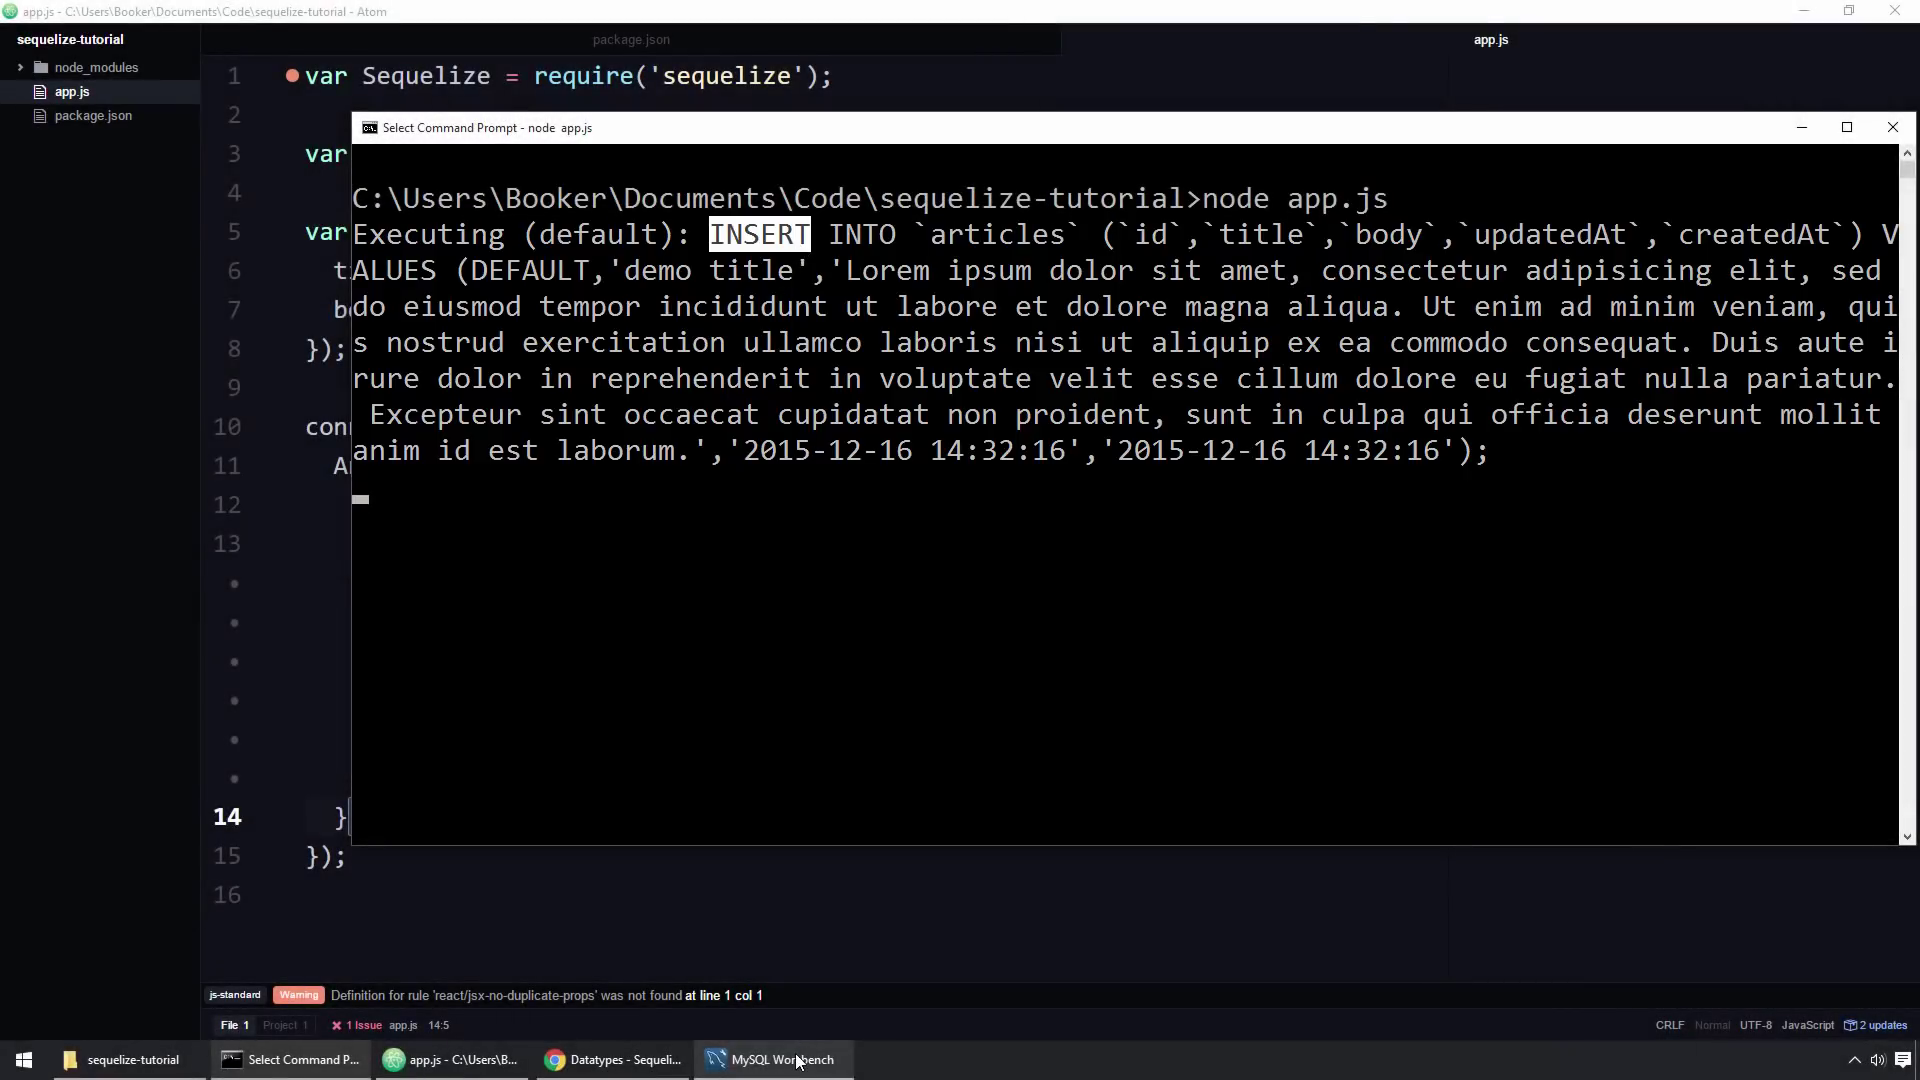 app.js - C:\Users\Booker\Documents\Code\sequelize-tutorial - Atom
sequelize-tutorial
package.json
app.js
node_modules
app.js
package.json
1 var Sequelize = require('sequelize');
2
3 var
4
5 var
6 t
7 b
8 });
9
10 con
11 A
12
13
14 }
15 });
16
Select Command Prompt - node  app.js
C:\Users\Booker\Documents\Code\sequelize-tutorial>node app.js
Executing (default): INSERT INTO `articles` (`id`,`title`,`body`,`updatedAt`,`createdAt`) V
ALUES (DEFAULT,'demo title','Lorem ipsum dolor sit amet, consectetur adipisicing elit, sed
do eiusmod tempor incididunt ut labore et dolore magna aliqua. Ut enim ad minim veniam, qui
s nostrud exercitation ullamco laboris nisi ut aliquip ex ea commodo consequat. Duis aute i
rure dolor in reprehenderit in voluptate velit esse cillum dolore eu fugiat nulla pariatur.
Excepteur sint occaecat cupidatat non proident, sunt in culpa qui officia deserunt mollit
anim id est laborum.','2015-12-16 14:32:16','2015-12-16 14:32:16');
js-standard Warning Definition for rule 'react/jsx-no-duplicate-props' was not found at line 1 col 1
File 1 Project 1 1 Issue app.js 14:5 CRLF Normal UTF-8 JavaScript 2 updates
sequelize-tutorial Select Command P... app.js - C:\Users\B... Datatypes - Sequeli... MySQL Workbench